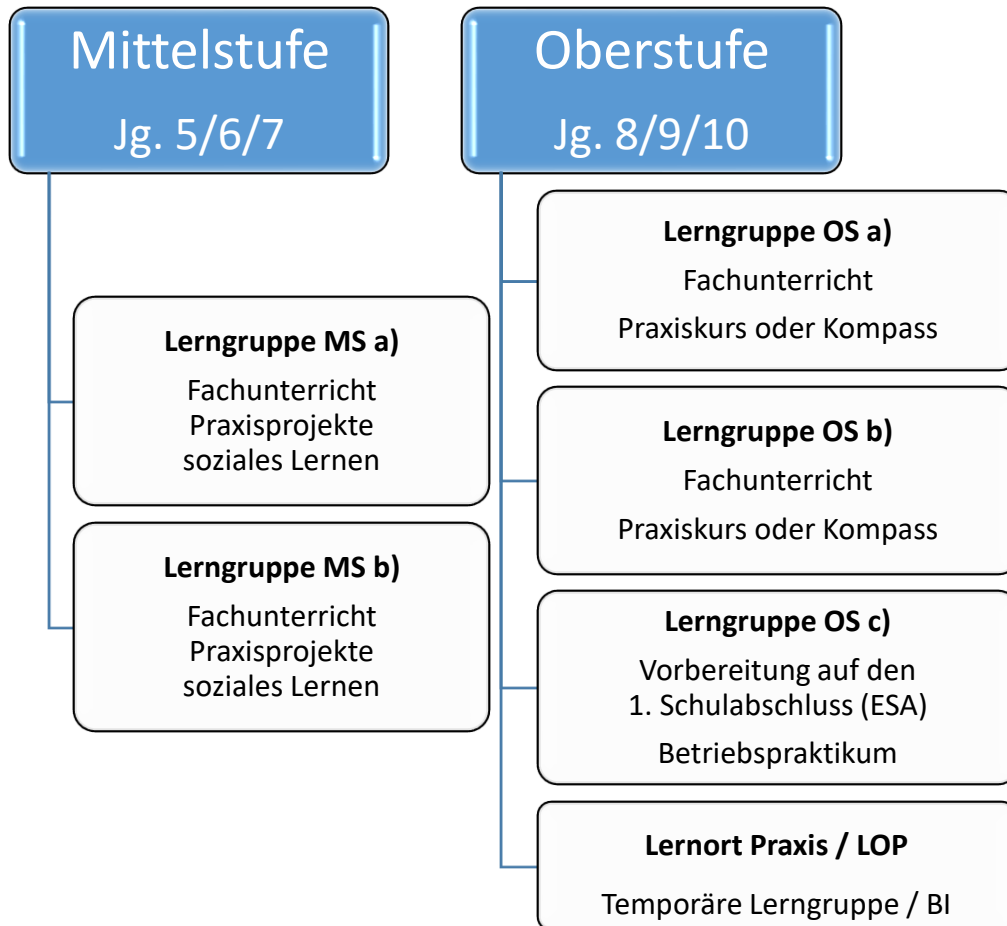 Mittelstufe
Jg. 5/6/7
Lerngruppe MS a)
Fachunterricht
Praxisprojekte
soziales Lernen
Lerngruppe MS b)
Fachunterricht
Praxisprojekte
soziales Lernen
Oberstufe
Jg. 8/9/10
Lerngruppe OS a)
Fachunterricht
Praxiskurs oder Kompass
Lerngruppe OS b)
Fachunterricht
Praxiskurs oder Kompass
Lerngruppe OS c)
Vorbereitung auf den
1. Schulabschluss (ESA)
Betriebspraktikum
Lernort Praxis / LOP
Temporäre Lerngruppe / BI